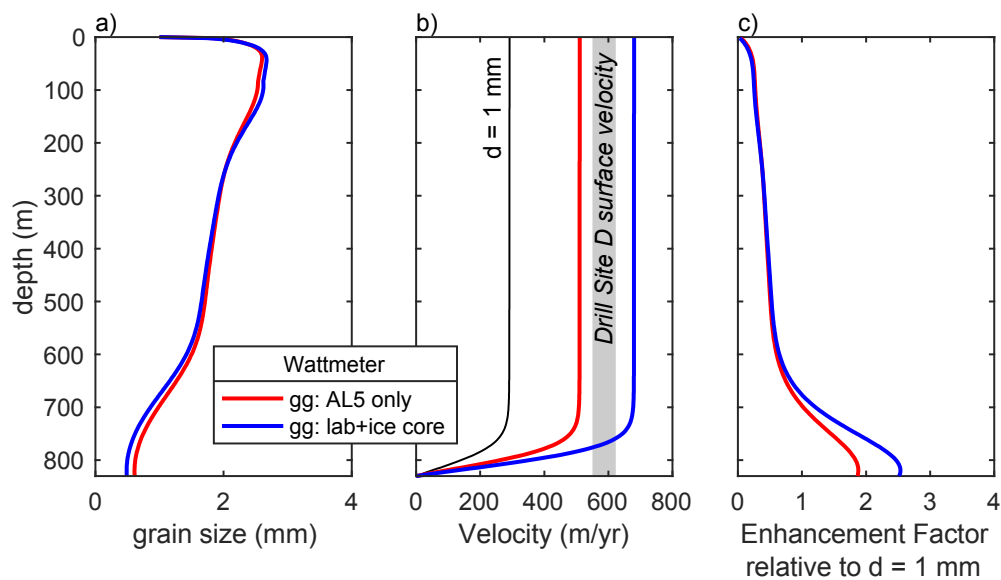 a)
b)
c)
0
100
200
300
400
500
600
700
800
depth (m)
0
2
4
grain size (mm)
Wattmeter
gg: AL5 only
gg: lab+ice core
d = 1 mm
Drill Site D surface velocity
0
200
400
600
800
Velocity (m/yr)
0
1
2
3
4
Enhancement Factor
relative to d = 1 mm